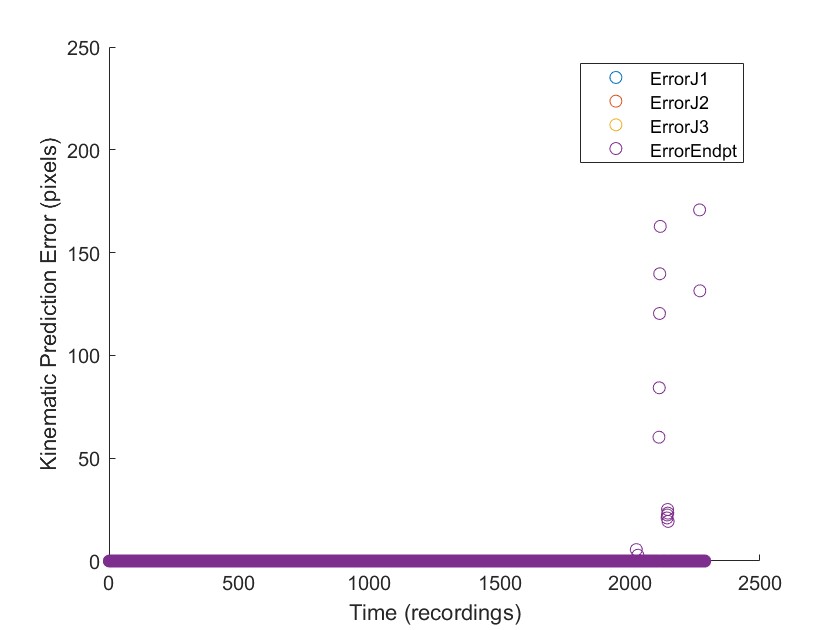 250
200
150
100
50
0
Kinematic Prediction Error (pixels)
ErrorJ1
ErrorJ2
ErrorJ3
ErrorEndpt
0 500 1000 1500 2000 2500
Time (recordings)